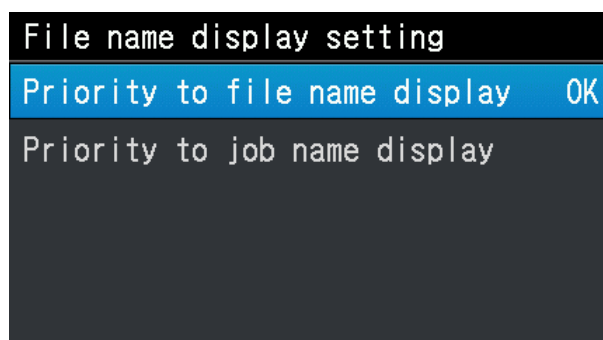 File name display setting
Priority to file name display OK
Priority to job name display